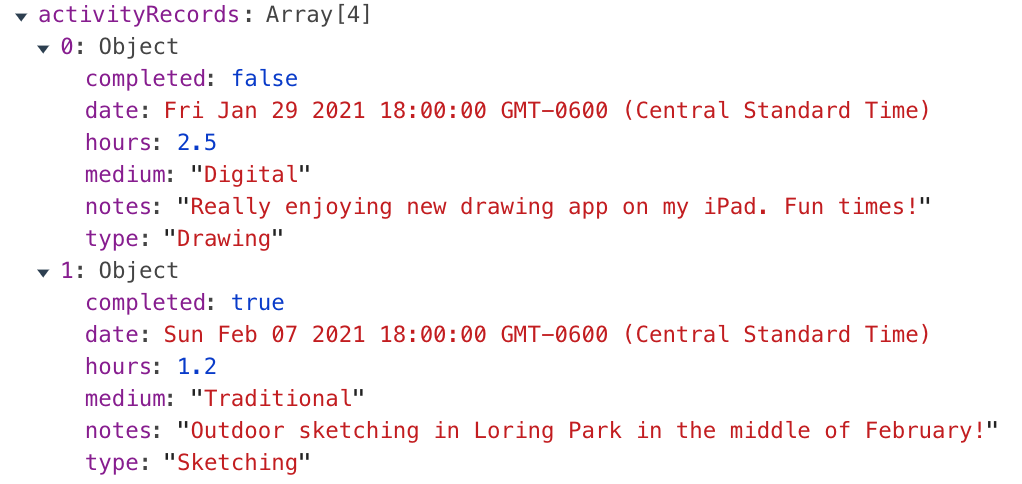 activityRecords: Array[4]
0: Object
completed: false
date: Fri Jan 29 2021 18:00:00 GMT-0600 (Central Standard Time)
hours: 2.5
medium: "Digital"
notes: "Really enjoying new drawing app on my iPad. Fun times!"
type: "Drawing"
1: Object
completed: true
date: Sun Feb 07 2021 18:00:00 GMT-0600 (Central Standard Time)
hours: 1.2
medium: "Traditional"
notes: "Outdoor sketching in Loring Park in the middle of February!"
type: "Sketching"